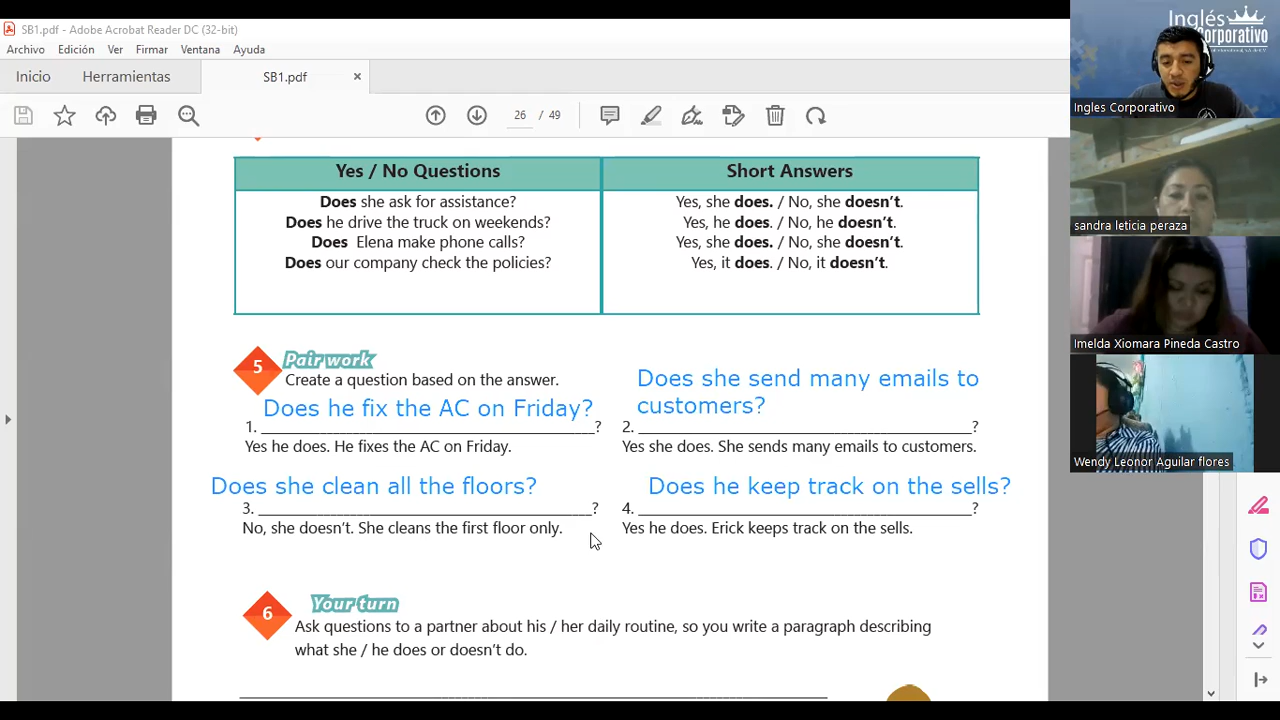 SB1.pdf - Adobe Acrobat Reader DC (32-bit)
Archivo Edición Ver Firmar Ventana Ayuda
Inicio Herramientas SB1.pdf ×
26 / 49
Yes / No Questions Short Answers
Does she ask for assistance? Yes, she does. / No, she doesn't.
Does he drive the truck on weekends? Yes, he does. / No, he doesn't.
Does Elena make phone calls? Yes, she does. / No, she doesn't.
Does our company check the policies? Yes, it does. / No, it doesn't.
5 Pair work
Create a question based on the answer.
Does he fix the AC on Friday?
1. ______________________________?
Yes he does. He fixes the AC on Friday.
Does she send many emails to
customers?
2. ______________________________?
Yes she does. She sends many emails to customers.
Does she clean all the floors?
3. ______________________________?
No, she doesn't. She cleans the first floor only.
Does he keep track on the sells?
4. ______________________________?
Yes he does. Erick keeps track on the sells.
6 Your turn
Ask questions to a partner about his / her daily routine, so you write a paragraph describing
what she / he does or doesn't do.
Inglés
Corporativo
Ingles Corporativo
sandra leticia peraza
Imelda Xiomara Pineda Castro
Wendy Leonor Aguilar flores